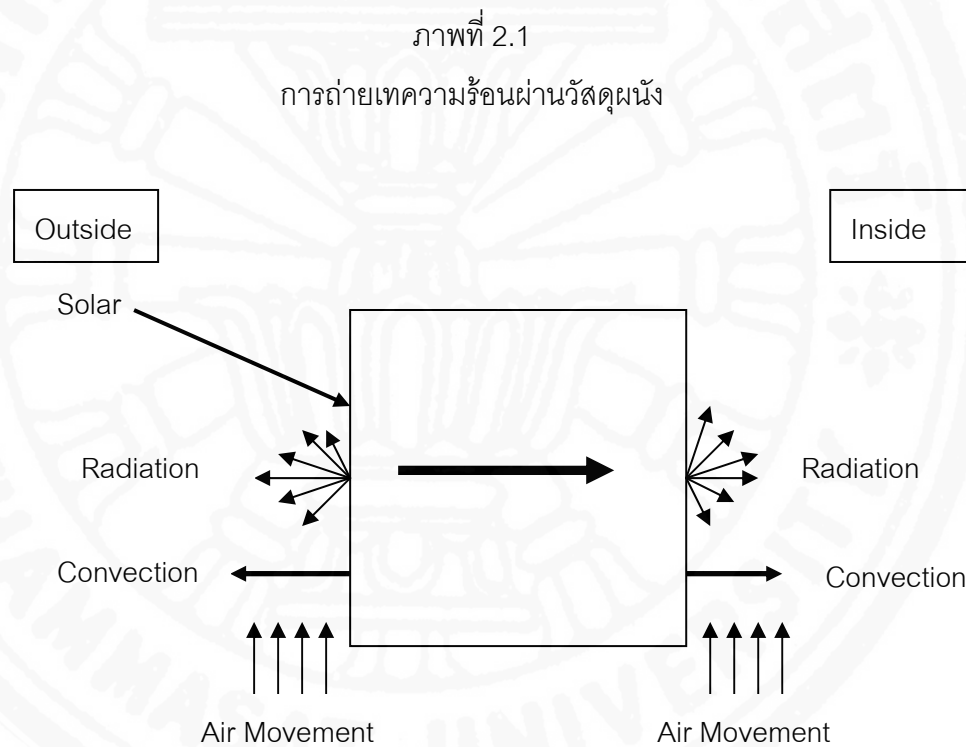 ภาพที่ 2.1
การถ่ายเทความร้อนผ่านวัสดุผนัง
Outside
Inside
Solar
Radiation
Radiation
Convection
Convection
Air Movement
Air Movement